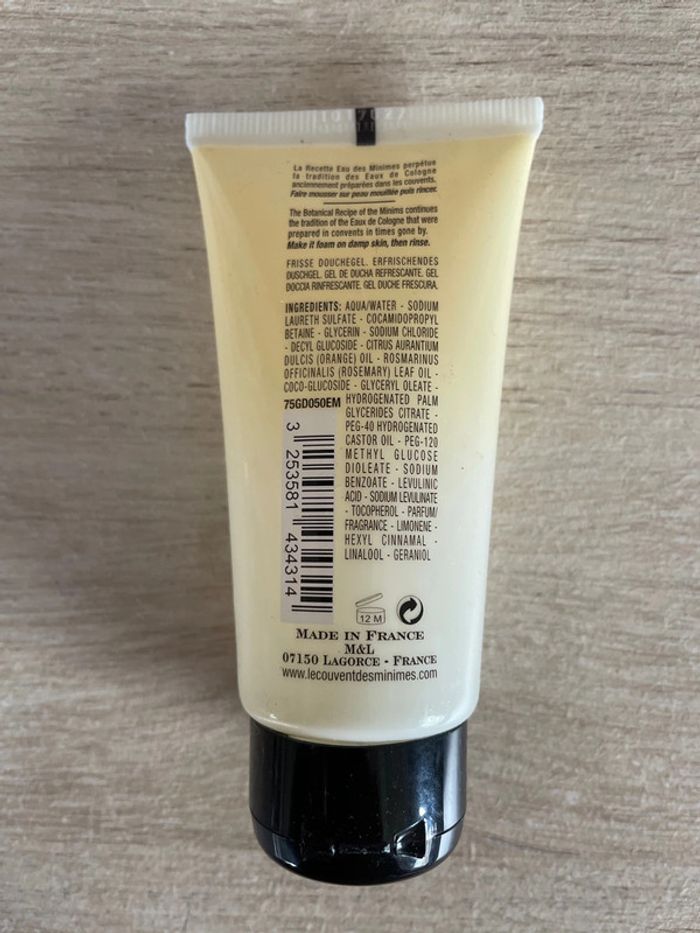 La Recette Eau des Minimes perpétue
la tradition des Eaux de Cologne
anciennement préparées dans les couvents.
Faire mousser sur peau mouillée puis rincer.
The Botanical Recipe of the Minims continues
the tradition of the Eaux de Cologne that were
prepared in convents in times gone by.
Make it foam on damp skin, then rinse.
FRISSE DOUCHEGEL. ERFRISCHENDES
DUSCHGEL. GEL DE DUCHA REFRESCANTE. GEL
DOCCIA RINFRESCANTE. GEL DUCHE FRESCURA.
INGREDIENTS: AQUA/WATER - SODIUM
LAURETH SULFATE - COCAMIDOPROPYL
BETAINE - GLYCERIN - SODIUM CHLORIDE
- DECYL GLUCOSIDE - CITRUS AURANTIUM
DULCIS (ORANGE) OIL - ROSMARINUS
OFFICINALIS (ROSEMARY) LEAF OIL -
COCO-GLUCOSIDE - GLYCERYL OLEATE -
75GD050EM HYDROGENATED PALM
GLYCERIDES CITRATE -
PEG-40 HYDROGENATED
CASTOR OIL - PEG-120
METHYL GLUCOSE
DIOLEATE - SODIUM
BENZOATE - LEVULINIC
ACID - SODIUM LEVULINATE
- TOCOPHEROL - PARFUM/
FRAGRANCE - LIMONENE -
HEXYL CINNAMAL -
LINALOOL - GERANIOL
3 253581 434314
12 M
MADE IN FRANCE
M&L
07150 LAGORCE - FRANCE
www.lecouventdesminimes.com